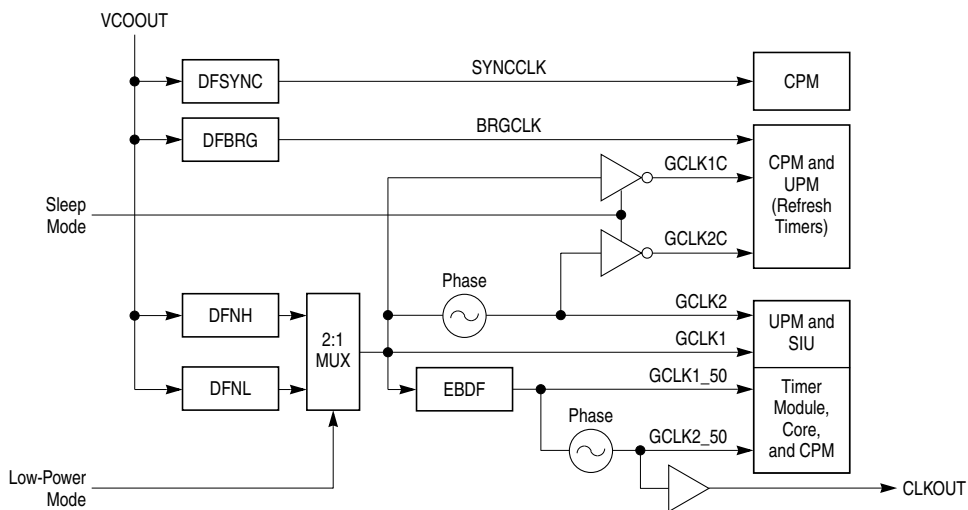 VCOOUT
DFSYNC
SYNCCLK
CPM
DFBRG
BRGCLK
CPM and
UPM
(Refresh
Timers)
GCLK1C
Sleep
Mode
GCLK2C
Phase
DFNH
2:1
MUX
GCLK2
UPM and
SIU
GCLK1
DFNL
EBDF
GCLK1_50
Timer
Module,
Core,
and CPM
Phase
GCLK2_50
Low-Power
Mode
CLKOUT